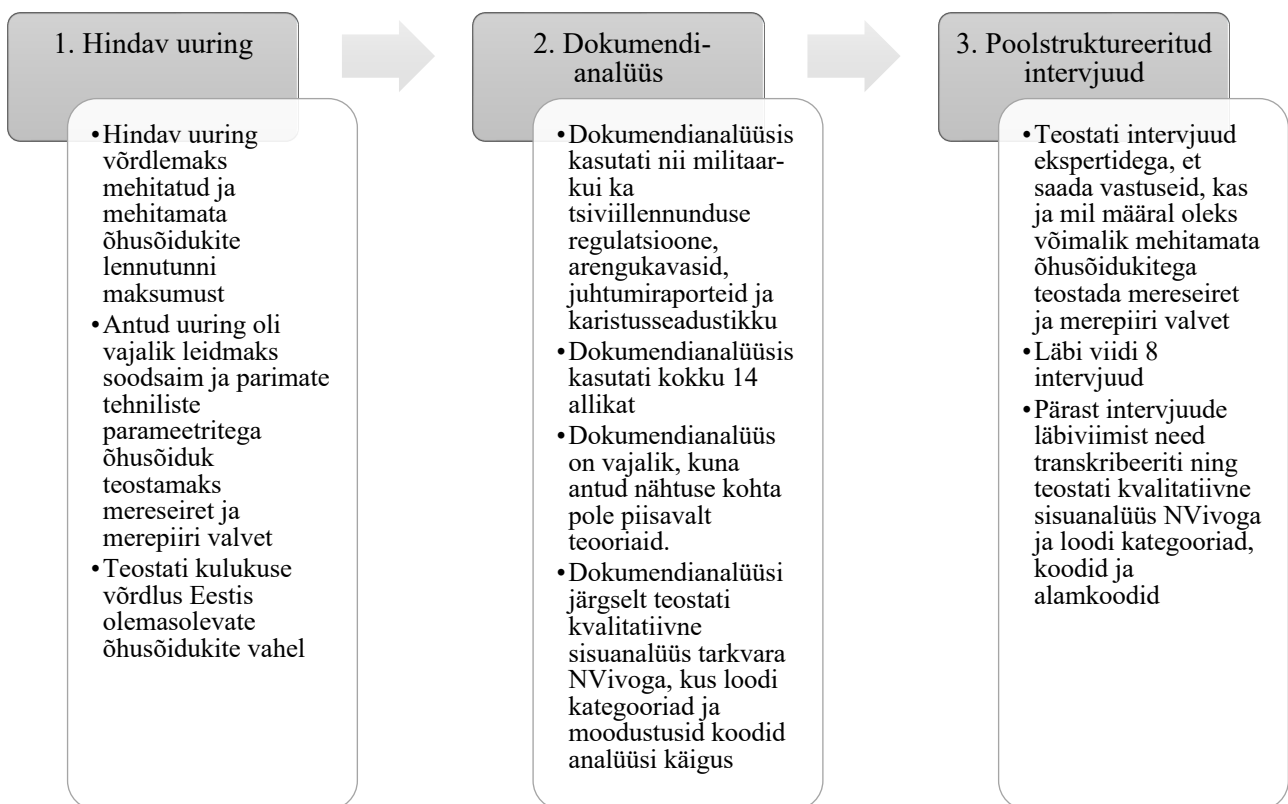 1. Hindav uuring
•Hindav uuring
võrdlemaks
mehitatud ja
mehitamata
õhusõidukite
lennutunni
maksumust
•Antud uuring oli
vajalik leidmaks
soodsaim ja parimate
tehniliste
parameetritega
õhusõiduk
teostamaks
mereseiret ja
merepiiri valvet
•Teostati kulukuse
võrdlus Eestis
olemasolevate
õhusõidukite vahel
2. Dokumendi-
analüüs
•Dokumendianalüüsis
kasutati nii militaar-
kui ka
tsiviillennunduse
regulatsioone,
arengukavasid,
juhtumiraporteid ja
karistusseadustikku
•Dokumendianalüüsis
kasutati kokku 14
allikat
•Dokumendianalüüs
on vajalik, kuna
antud nähtuse kohta
pole piisavalt
teooriaid.
•Dokumendianalüüsi
järgselt teostati
kvalitatiivne
sisuanalüüs tarkvara
NVivoga, kus loodi
kategooriad ja
moodustusid koodid
analüüsi käigus
3. Poolstruktureeritud
intervjuud
•Teostati intervjuud
ekspertidega, et
saada vastuseid, kas
ja mil määral oleks
võimalik mehitamata
õhusõidukitega
teostada mereseiret
ja merepiiri valvet
•Läbi viidi 8
intervjuud
•Pärast intervjuude
läbiviimist need
transkribeeriti ning
teostati kvalitatiivne
sisuanalüüs NVivoga
ja loodi kategooriad,
koodid ja
alamkoodid